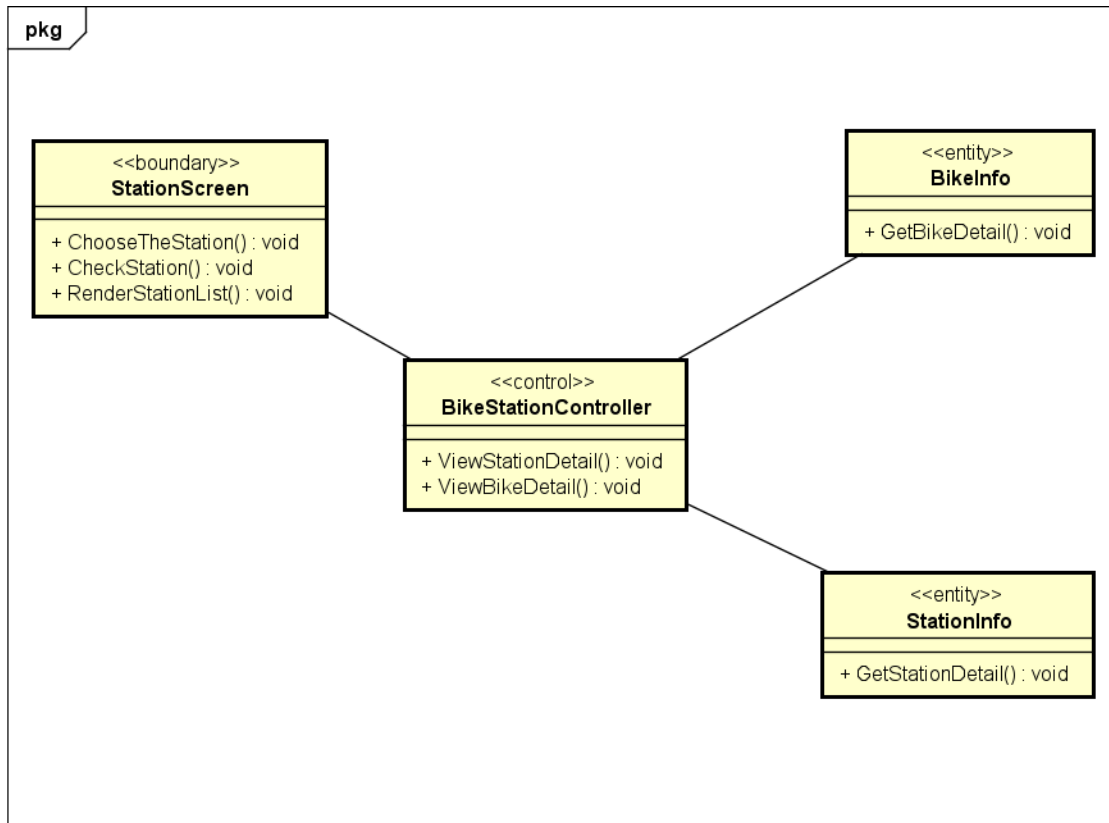 pkg
<<boundary>>
StationScreen
+ ChooseTheStation() : void
+ CheckStation() : void
+ RenderStationList() : void
<<entity>>
BikeInfo
+ GetBikeDetail() : void
<<control>>
BikeStationController
+ ViewStationDetail() : void
+ ViewBikeDetail() : void
<<entity>>
StationInfo
+ GetStationDetail() : void